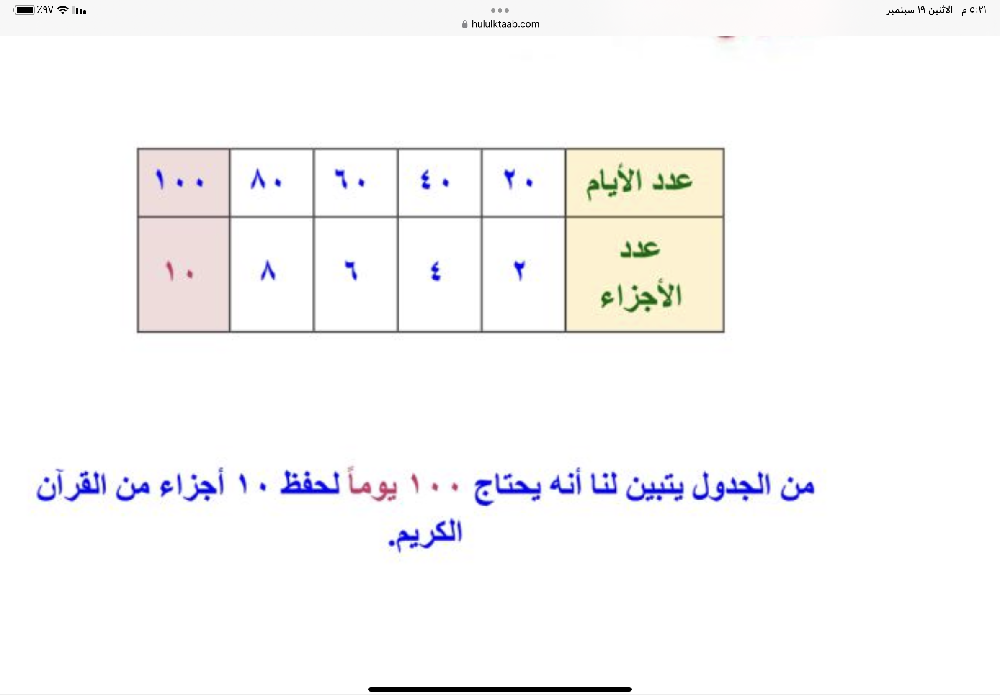 ٥:٢١ م الاثنين ١٩ سبتمبر
٪٩٧
hululktaab.com
عدد الأيام ٢٠ ٤٠ ٦٠ ٨٠ ١٠٠
عدد
الأجزاء
٢ ٤ ٦ ٨ ١٠
من الجدول يتبين لنا أنه يحتاج ١٠٠ يوماً لحفظ ١٠ أجزاء من القرآن
الكريم.